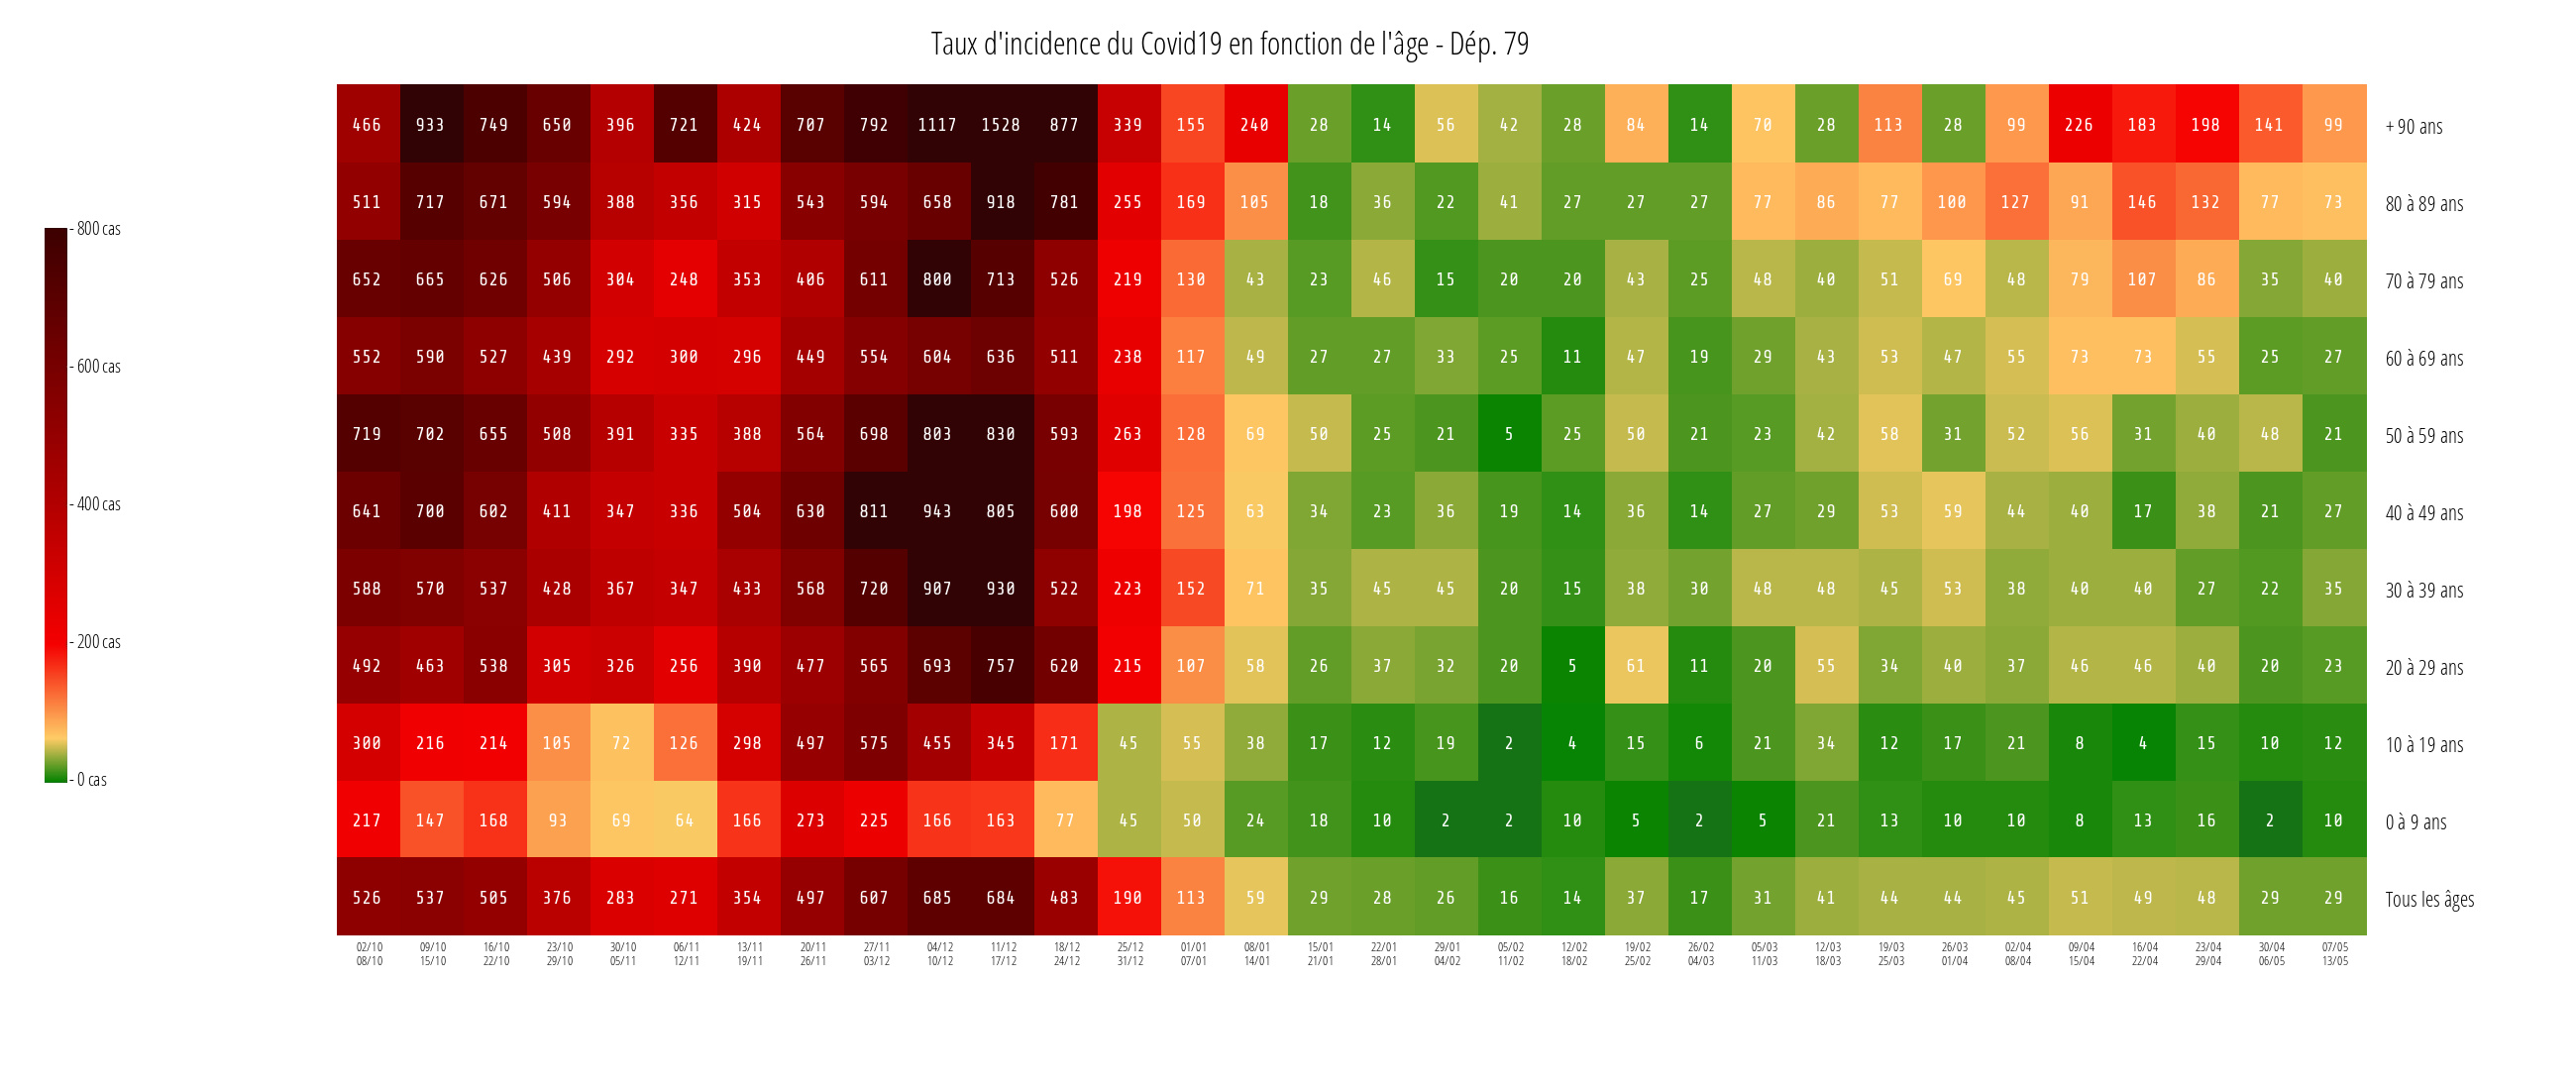 Taux d'incidence du Covid19 en fonction de l'âge - Dép. 79
- 800 cas
- 600 cas
- 400 cas
- 200 cas
- 0 cas
466 933 749 650 396 721 424 707 792 1117 1528 877 339 155 240 28 14 56 42 28 84 14 70 28 113 28 99 226 183 198 141 99 + 90 ans
511 717 671 594 388 356 315 543 594 658 918 781 255 169 105 18 36 22 41 27 27 27 77 86 77 100 127 91 146 132 77 73 80 à 89 ans
652 665 626 506 304 248 353 406 611 800 713 526 219 130 43 23 46 15 20 20 43 25 48 40 51 69 48 79 107 86 35 40 70 à 79 ans
552 590 527 439 292 300 296 449 554 604 636 511 238 117 49 27 27 33 25 11 47 19 29 43 53 47 55 73 73 55 25 27 60 à 69 ans
719 702 655 508 391 335 388 564 698 803 830 593 263 128 69 50 25 21 5 25 50 21 23 42 58 31 52 56 31 40 48 21 50 à 59 ans
641 700 602 411 347 336 504 630 811 943 805 600 198 125 63 34 23 36 19 14 36 14 27 29 53 59 44 40 17 38 21 27 40 à 49 ans
588 570 537 428 367 347 433 568 720 907 930 522 223 152 71 35 45 45 20 15 38 30 48 48 45 53 38 40 40 27 22 35 30 à 39 ans
492 463 538 305 326 256 390 477 565 693 757 620 215 107 58 26 37 32 20 5 61 11 20 55 34 40 37 46 46 40 20 23 20 à 29 ans
300 216 214 105 72 126 298 497 575 455 345 171 45 55 38 17 12 19 2 4 15 6 21 34 12 17 21 8 4 15 10 12 10 à 19 ans
217 147 168 93 69 64 166 273 225 166 163 77 45 50 24 18 10 2 2 10 5 2 5 21 13 10 10 8 13 16 2 10 0 à 9 ans
526 537 505 376 283 271 354 497 607 685 684 483 190 113 59 29 28 26 16 14 37 17 31 41 44 44 45 51 49 48 29 29 Tous les âges
02/10 09/10 16/10 23/10 30/10 06/11 13/11 20/11 27/11 04/12 11/12 18/12 25/12 01/01 08/01 15/01 22/01 29/01 05/02 12/02 19/02 26/02 05/03 12/03 19/03 26/03 02/04 09/04 16/04 23/04 30/04 07/05
08/10 15/10 22/10 29/10 05/11 12/11 19/11 26/11 03/12 10/12 17/12 24/12 31/12 07/01 14/01 21/01 28/01 04/02 11/02 18/02 25/02 04/03 11/03 18/03 25/03 01/04 08/04 15/04 22/04 29/04 06/05 13/05